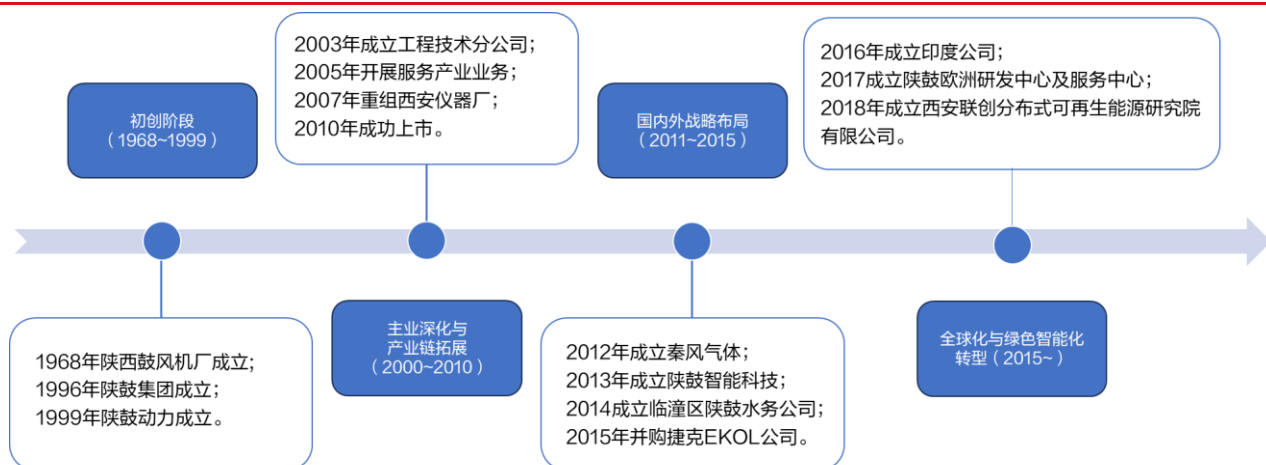 初创阶段
（1968~1999）
1968年陕西鼓风机厂成立；
1996年陕鼓集团成立；
1999年陕鼓动力成立。
2003年成立工程技术分公司；
2005年开展服务产业业务；
2007年重组西安仪器厂；
2010年成功上市。
主业深化与
产业链拓展
（2000~2010）
国内外战略布局
（2011~2015）
2012年成立秦风气体；
2013年成立陕鼓智能科技；
2014成立临潼区陕鼓水务公司；
2015年并购捷克EKOL公司。
2016年成立印度公司；
2017成立陕鼓欧洲研发中心及服务中心；
2018年成立西安联创分布式可再生能源研究院
有限公司。
全球化与绿色智能化
转型（2015~）